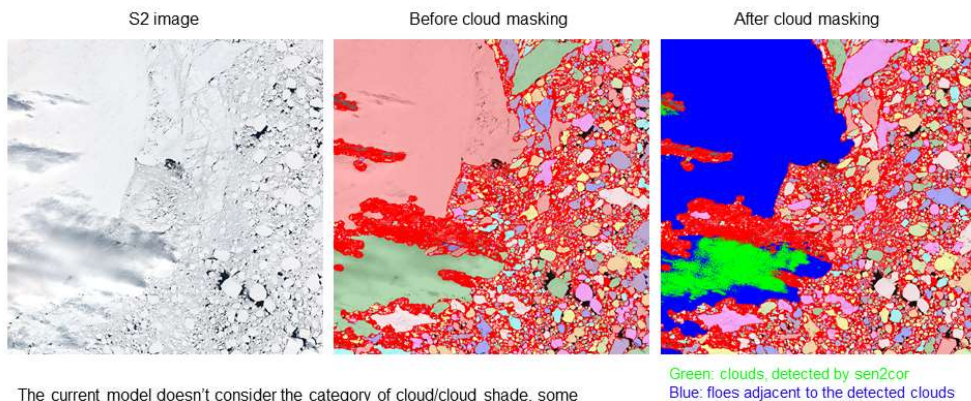 S2 image
Before cloud masking
After cloud masking
Green: clouds, detected by sen2cor
Blue: floes adjacent to the detected clouds
The current model doesn't consider the category of cloud/cloud shade, some